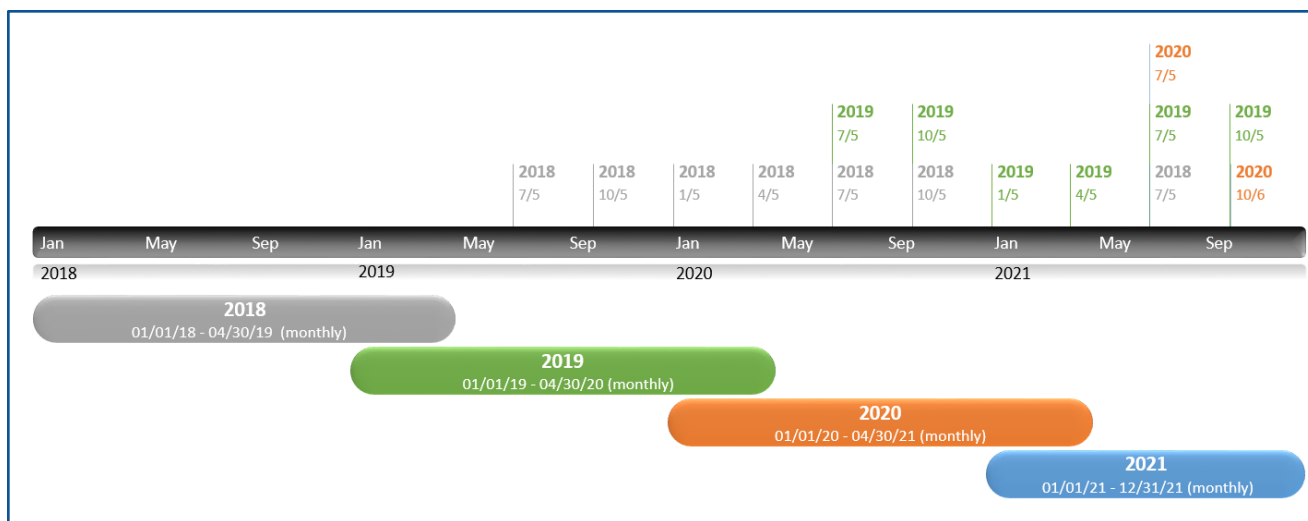 2020
7/5
2019 2019 2019 2019
7/5 10/5 7/5 10/5
2018 2018 2018 2018 2018 2018 2019 2019 2018 2020
7/5 10/5 1/5 4/5 7/5 10/5 1/5 4/5 7/5 10/6
Jan May Sep Jan May Sep Jan May Sep Jan May Sep
2018 2019 2020 2021
2018
01/01/18 - 04/30/19 (monthly)
2019
01/01/19 - 04/30/20 (monthly)
2020
01/01/20 - 04/30/21 (monthly)
2021
01/01/21 - 12/31/21 (monthly)